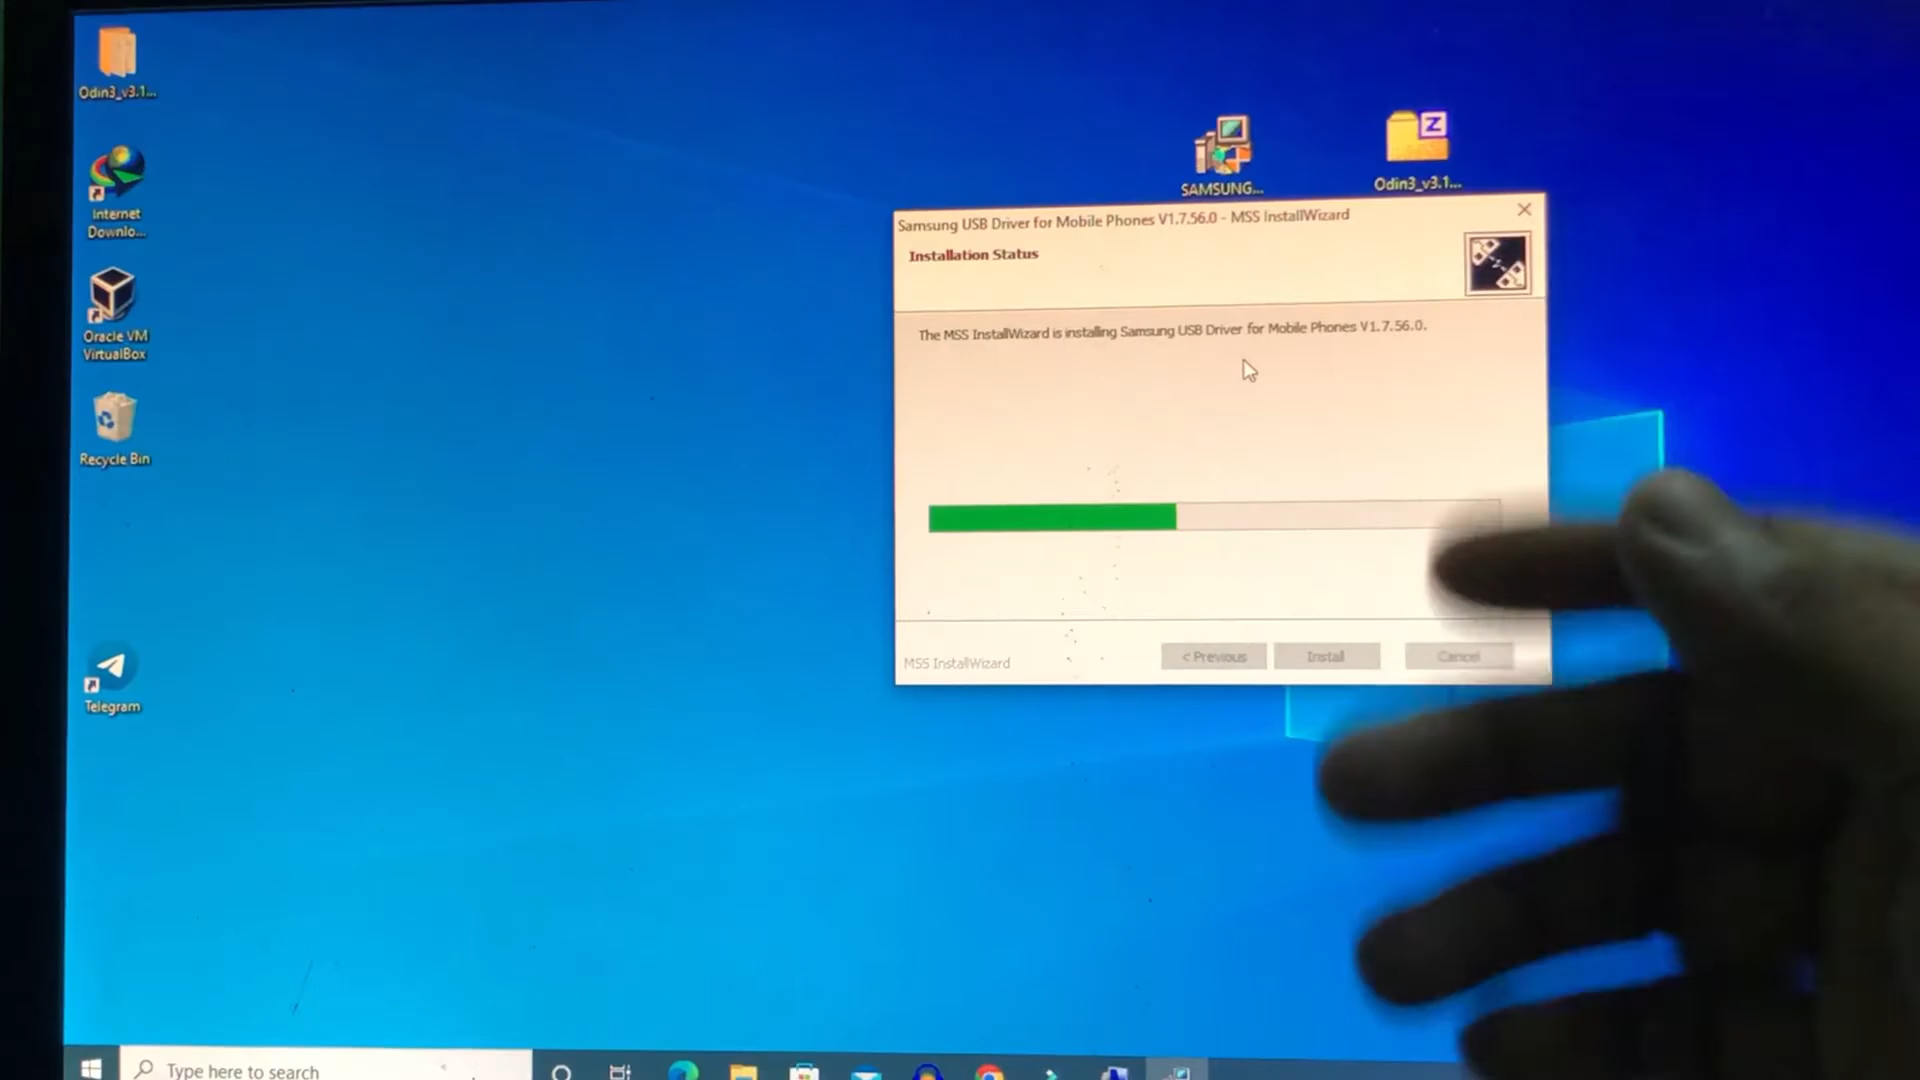 Odin3_v3.1...
Internet
Downlo...
Oracle VM
VirtualBox
Recycle Bin
Telegram
SAMSUNG...
Z
Odin3_v3.1...
Samsung USB Driver for Mobile Phones V1.7.56.0 - MSS InstallWizard
Installation Status
The MSS InstallWizard is installing Samsung USB Driver for Mobile Phones V1.7.56.0.
MSS InstallWizard
< Previous
Install
Cancel
Type here to search